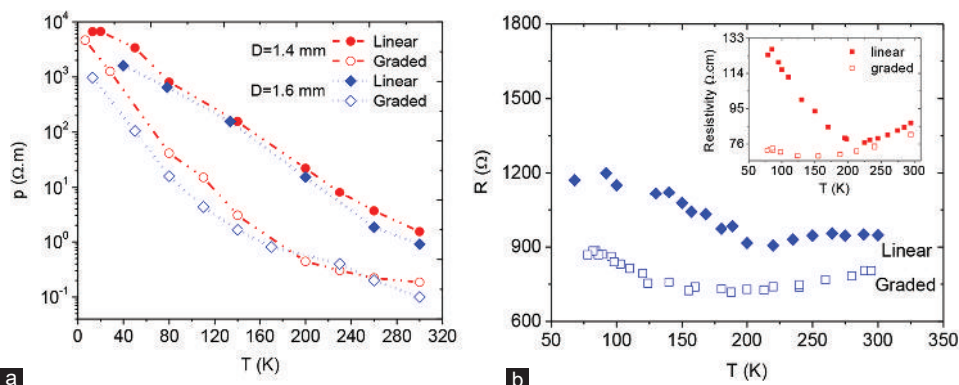 10⁴
10³
10²
10¹
10⁰
10⁻¹
p (Ω.m)
D=1.4 mm
Linear
Graded
D=1.6 mm
Linear
Graded
0 40 80 120 160 200 240 280 320
T (K)
a
1800
1500
1200
900
600
R (Ω)
133
114
95
76
Resistivity (Ω.cm)
linear
graded
50 100 150 200 250 300
T (K)
Linear
Graded
50 100 150 200 250 300 350
T (K)
b